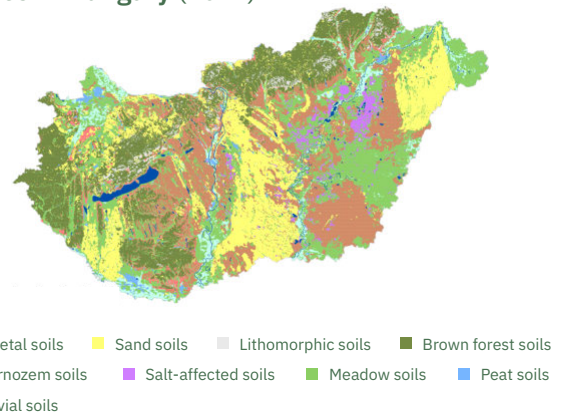 etal soils Sand soils Lithomorphic soils Brown forest soils
rnozem soils Salt-affected soils Meadow soils Peat soils
vial soils